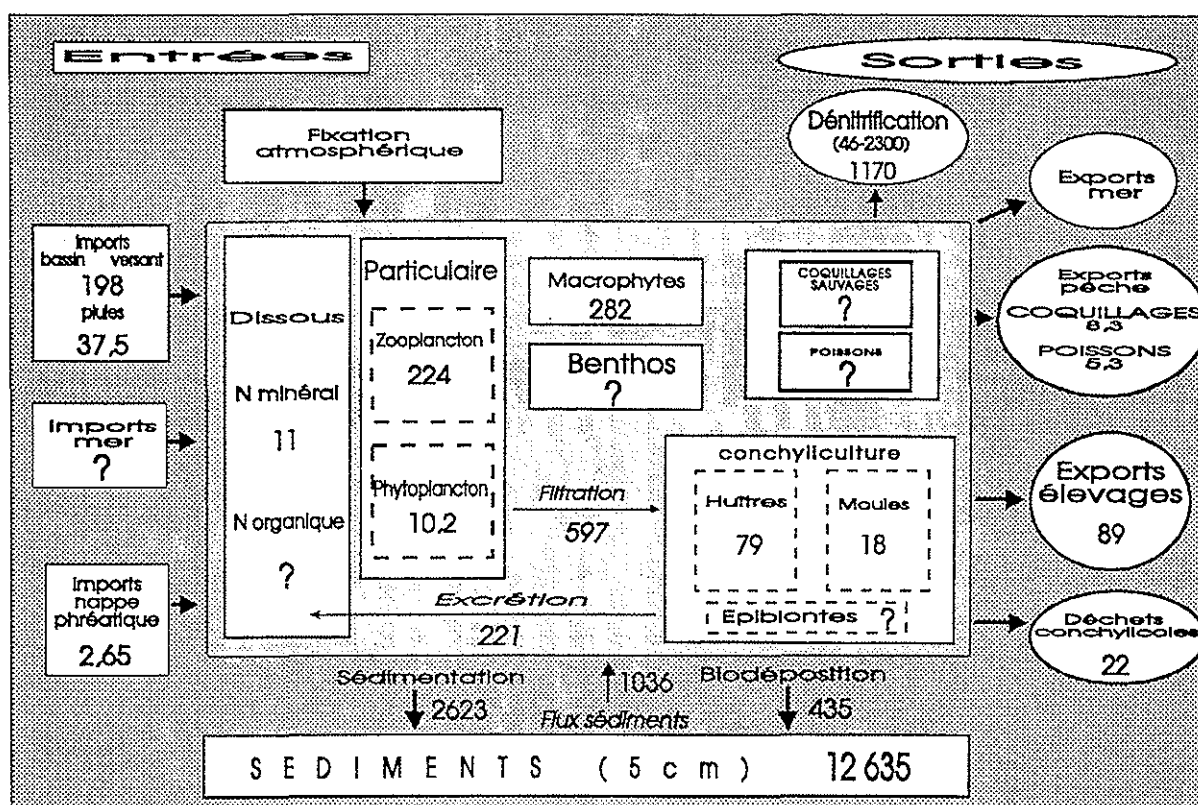 Entrées
Sorties
Fixation
atmosphérique
Dénitrification
(46-2300)
1170
Exports
mer
Imports
bassin versant
198
pluies
37,5
Imports
mer
?
Imports
nappe
phréatique
2,65
Dissous
N minéral
11
N organique
?
Particulaire
Zooplancton
224
Phytoplancton
10,2
Macrophytes
282
Benthos
?
COQUILLAGES
SAUVAGES
?
POISSONS
?
Filtration
597
conchyliculture
Huîtres
79
Moules
18
Epibiontes ?
Excrétion
221
Exports
pêche
COQUILLAGES
8,3
POISSONS
5,3
Exports
élevages
89
Déchets
conchylicoles
22
Sédimentation
2623
1036
Flux sédiments
Biodéposition
435
SEDIMENTS (5cm) 12 635